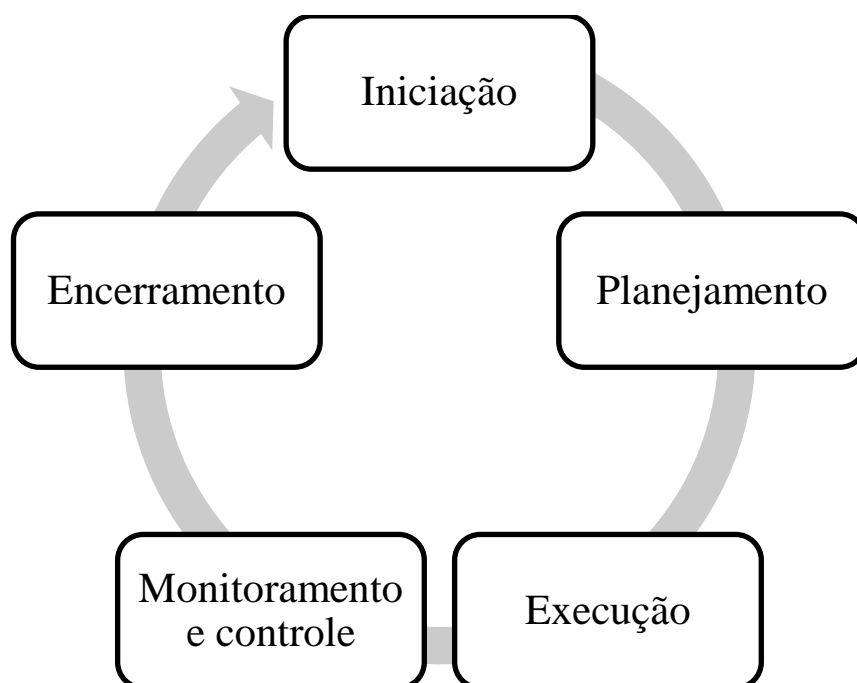 Iniciação
Planejamento
Execução
Monitoramento
e controle
Encerramento